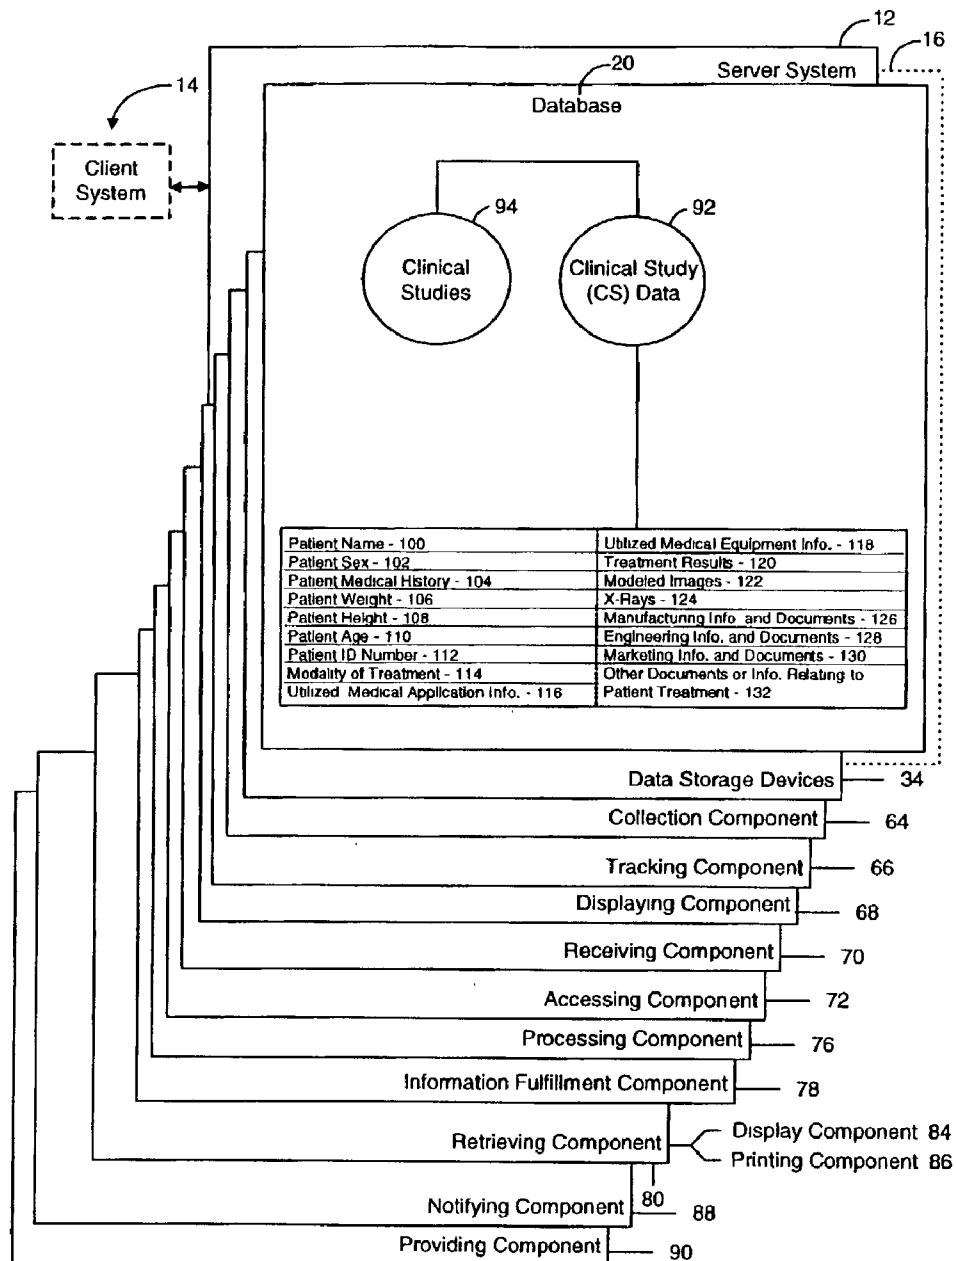 12
16
20
Server System
14
Database
Client
System
94
92
Clinical
Studies
Clinical Study
(CS) Data
Patient Name - 100
Patient Sex - 102
Patient Medical History - 104
Patient Weight - 106
Patient Height - 108
Patient Age - 110
Patient ID Number - 112
Modality of Treatment - 114
Utilized Medical Application Info. - 116
Utilized Medical Equipment Info. - 118
Treatment Results - 120
Modeled Images - 122
X-Rays - 124
Manufacturing Info and Documents - 126
Engineering Info. and Documents - 128
Marketing Info. and Documents - 130
Other Documents or Info. Relating to
Patient Treatment - 132
Data Storage Devices 34
Collection Component 64
Tracking Component 66
Displaying Component 68
Receiving Component 70
Accessing Component 72
Processing Component 76
Information Fulfillment Component 78
Retrieving Component
Display Component 84
Printing Component 86
80
Notifying Component 88
Providing Component 90